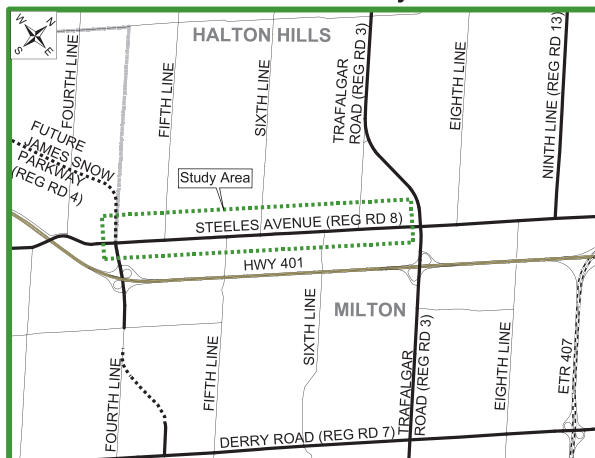 W
N
S
E
HALTON HILLS
FOURTH LINE
FIFTH LINE
SIXTH LINE
TRAFALGAR
ROAD (REG RD 3)
EIGHTH LINE
NINTH LINE (REG RD 13)
FUTURE
JAMES SNOW
PARKWAY
(REG RD 4)
Study Area
STEELES AVENUE (REG RD 8)
HWY 401
MILTON
FOURTH LINE
FIFTH LINE
SIXTH LINE
TRAFALGAR
ROAD (REG RD 3)
EIGHTH LINE
ETR 407
DERRY ROAD (REG RD 7)